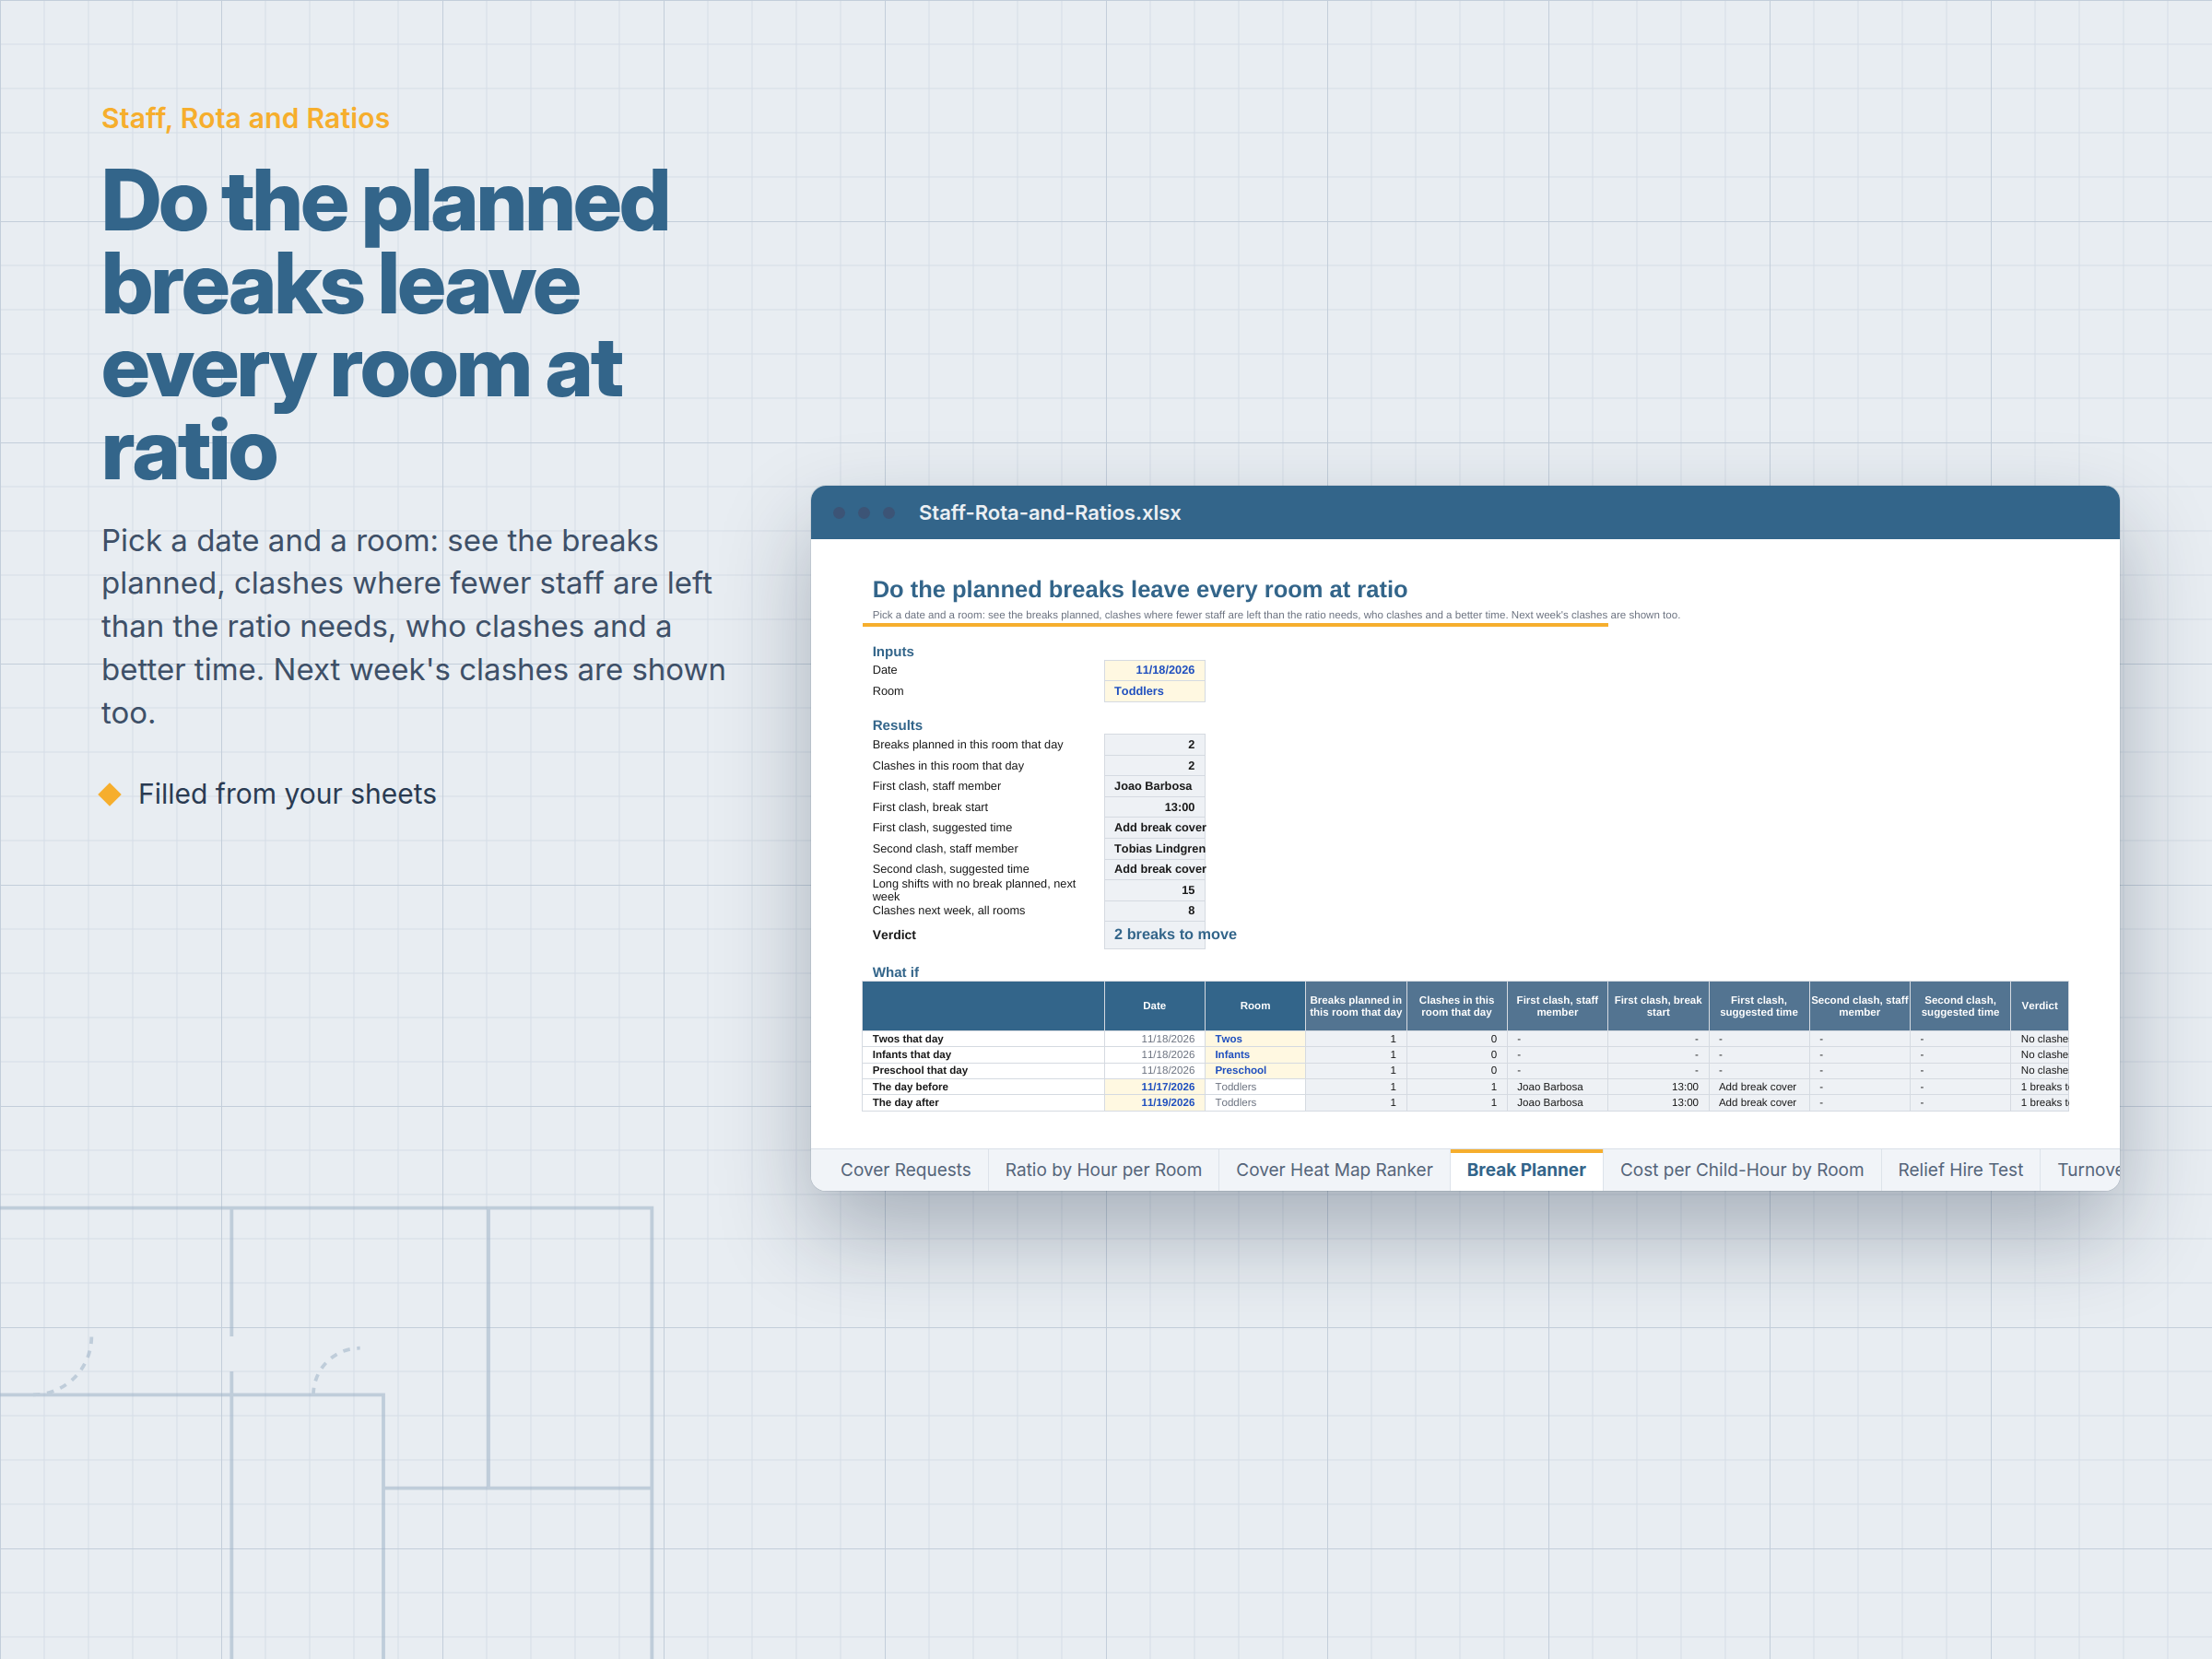 Staff, Rota and Ratios
Do the planned
breaks leave
every room at
ratio
Pick a date and a room: see the breaks
planned, clashes where fewer staff are left
than the ratio needs, who clashes and a
better time. Next week's clashes are shown
too.
Filled from your sheets
Staff-Rota-and-Ratios.xlsx
Do the planned breaks leave every room at ratio
Pick a date and a room: see the breaks planned, clashes where fewer staff are left than the ratio needs, who clashes and a better time. Next week's clashes are shown too.
Inputs
Date 11/18/2026
Room Toddlers
Results
Breaks planned in this room that day 2
Clashes in this room that day 2
First clash, staff member Joao Barbosa
First clash, break start 13:00
First clash, suggested time Add break cover
Second clash, staff member Tobias Lindgren
Second clash, suggested time Add break cover
Long shifts with no break planned, next
week 15
Clashes next week, all rooms 8
Verdict 2 breaks to move
What if
Date Room Breaks planned in this room that day Clashes in this room that day First clash, staff member First clash, break start First clash, suggested time Second clash, staff member Second clash, suggested time Verdict
Twos that day 11/18/2026 Twos 1 0 - - - - - No clashe
Infants that day 11/18/2026 Infants 1 0 - - - - - No clashe
Preschool that day 11/18/2026 Preschool 1 0 - - - - - No clashe
The day before 11/17/2026 Toddlers 1 1 Joao Barbosa 13:00 Add break cover - - 1 breaks t
The day after 11/19/2026 Toddlers 1 1 Joao Barbosa 13:00 Add break cover - - 1 breaks t
Cover Requests Ratio by Hour per Room Cover Heat Map Ranker Break Planner Cost per Child-Hour by Room Relief Hire Test Turnove